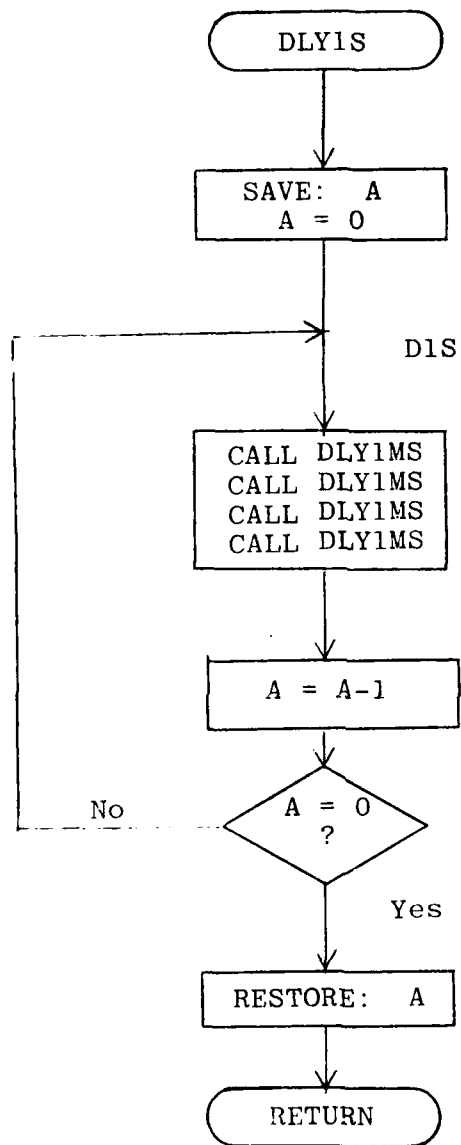 DLY1S
SAVE: A
A = 0
D1S
CALL DLY1MS
CALL DLY1MS
CALL DLY1MS
CALL DLY1MS
A = A-1
A = 0
?
No
Yes
RESTORE: A
RETURN